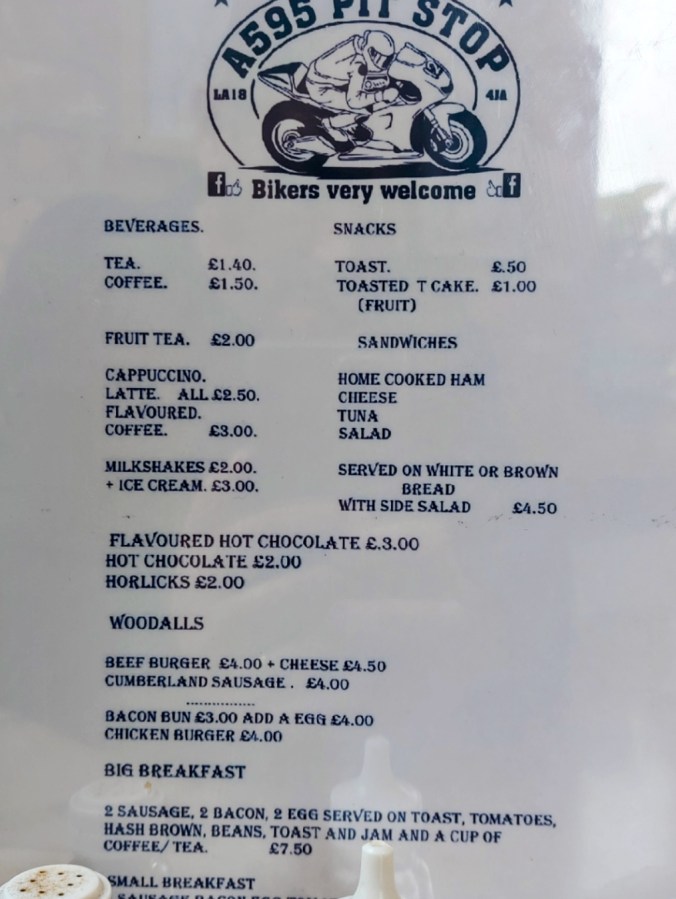 A595 PIT STOP
LA18 4JA
f Bikers very welcome f
BEVERAGES.
TEA. £1.40.
COFFEE. £1.50.
FRUIT TEA. £2.00
CAPPUCCINO.
LATTE. ALL £2.50.
FLAVOURED.
COFFEE. £3.00.
MILKSHAKES £2.00.
+ ICE CREAM. £3.00.
SNACKS
TOAST. £.50
TOASTED T CAKE. £1.00
(FRUIT)
SANDWICHES
HOME COOKED HAM
CHEESE
TUNA
SALAD
SERVED ON WHITE OR BROWN
BREAD
WITH SIDE SALAD £4.50
FLAVOURED HOT CHOCOLATE £.3.00
HOT CHOCOLATE £2.00
HORLICKS £2.00
WOODALLS
BEEF BURGER £4.00 + CHEESE £4.50
CUMBERLAND SAUSAGE . £4.00
................
BACON BUN £3.00 ADD A EGG £4.00
CHICKEN BURGER £4.00
BIG BREAKFAST
2 SAUSAGE, 2 BACON, 2 EGG SERVED ON TOAST, TOMATOES,
HASH BROWN, BEANS, TOAST AND JAM AND A CUP OF
COFFEE/ TEA. £7.50
SMALL BREAKFAST
SAUSAGE BACON EGG